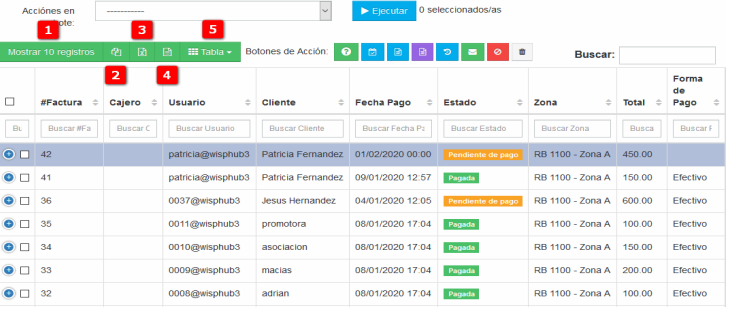 Acciónes en
lote:
-----------
Ejecutar
0 seleccionados/as
1
3
5
Mostrar 10 registros
Tabla
Botones de Acción:
Buscar:
2
4
#Factura Cajero Usuario Cliente Fecha Pago Estado Zona Total Forma de Pago
Bu Buscar #Fa Buscar C Buscar Usuario Buscar Cliente Buscar Fecha Pa Buscar Estado Buscar Zona Busca Buscar F
42 patricia@wisphub3 Patricia Fernandez 01/02/2020 00:00 Pendiente de pago RB 1100 - Zona A 450.00
41 patricia@wisphub3 Patricia Fernandez 09/01/2020 12:57 Pagada RB 1100 - Zona A 150.00 Efectivo
36 0037@wisphub3 Jesus Hernandez 04/01/2020 12:05 Pendiente de pago RB 1100 - Zona A 600.00 Efectivo
35 0011@wisphub3 promotora 08/01/2020 17:04 Pagada RB 1100 - Zona A 100.00 Efectivo
34 0010@wisphub3 asociacion 08/01/2020 17:04 Pagada RB 1100 - Zona A 150.00 Efectivo
33 0009@wisphub3 macias 08/01/2020 17:04 Pagada RB 1100 - Zona A 200.00 Efectivo
32 0008@wisphub3 adrian 08/01/2020 17:04 Pagada RB 1100 - Zona A 100.00 Efectivo